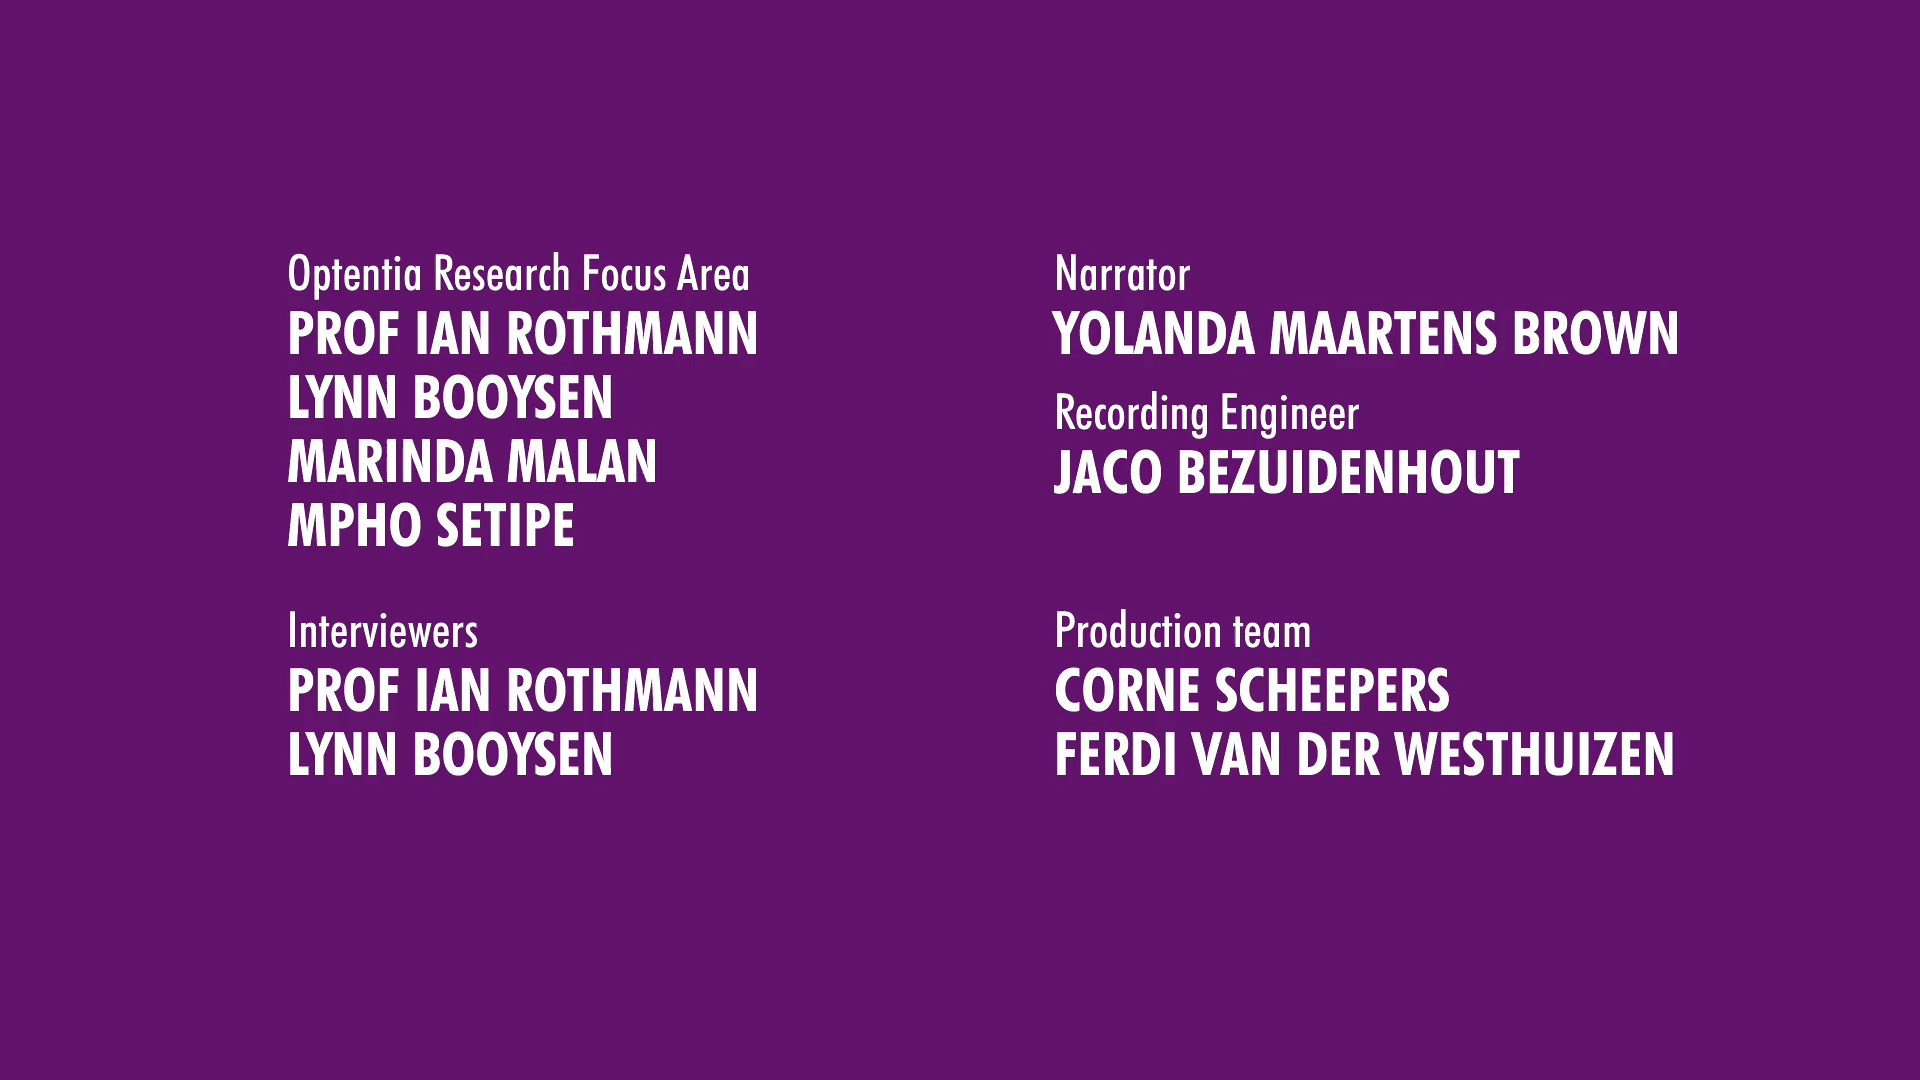 Optentia Research Focus Area
PROF IAN ROTHMANN
LYNN BOOYSEN
MARINDA MALAN
MPHO SETIPE
Interviewers
PROF IAN ROTHMANN
LYNN BOOYSEN
Narrator
YOLANDA MAARTENS BROWN
Recording Engineer
JACO BEZUIDENHOUT
Production team
CORNE SCHEEPERS
FERDI VAN DER WESTHUIZEN